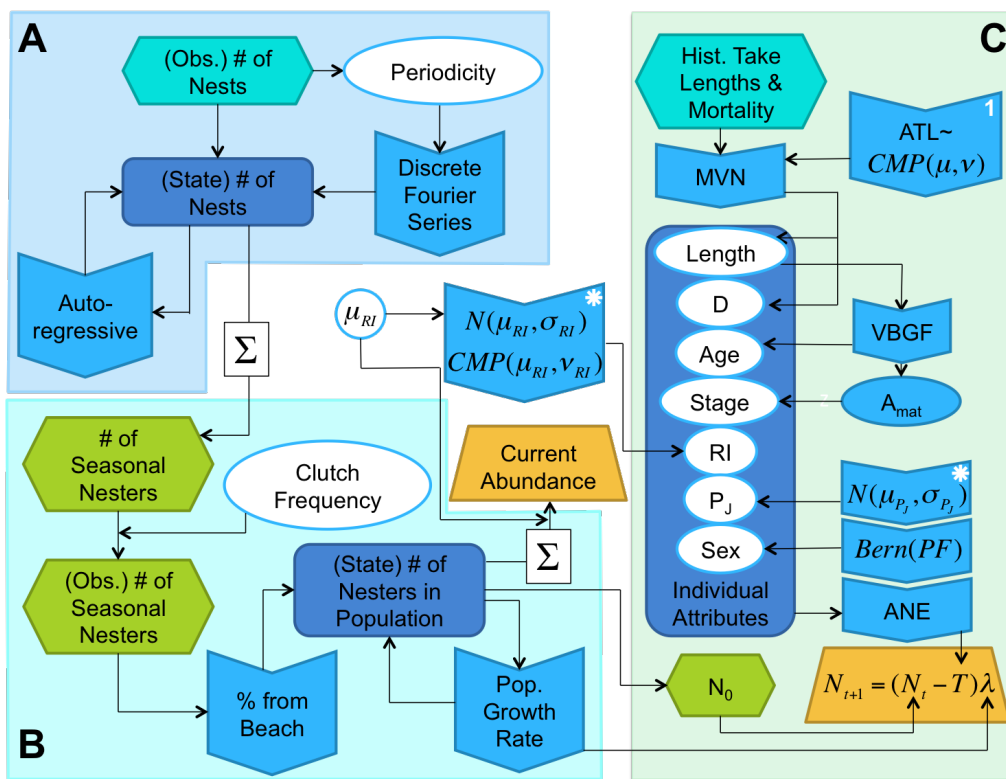 A
(Obs.) # of
Nests
Periodicity
(State) # of
Nests
Discrete
Fourier
Series
Auto-
regressive
Σ
μ_RI
*
N(μ_RI, σ_RI)
CMP(μ_RI, ν_RI)
B
# of
Seasonal
Nesters
Clutch
Frequency
(Obs.) # of
Seasonal
Nesters
% from
Beach
(State) # of
Nesters in
Population
Σ
Current
Abundance
Pop.
Growth
Rate
C
Hist. Take
Lengths &
Mortality
1
ATL~
CMP(μ, ν)
MVN
Length
D
Age
Stage
RI
P_J
Sex
Individual
Attributes
VBGF
2
A_mat
*
N(μ_P_J, σ_P_J)
Bern(PF)
ANE
N_0
N_t+1 = (N_t − T)λ